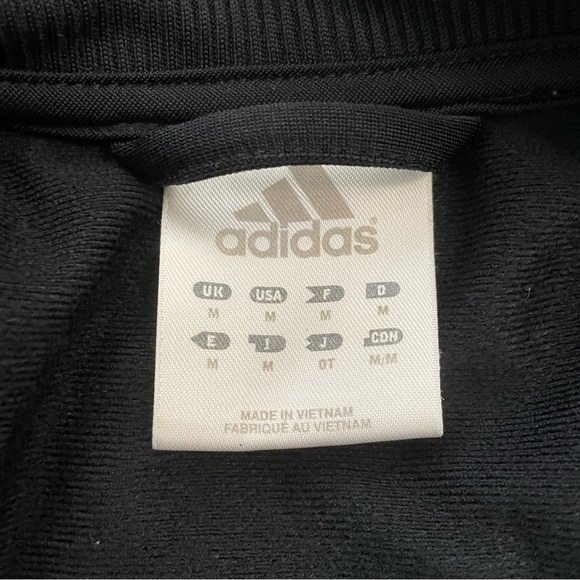 adidas®
UK USA F D
M M M M
E I J CDN
M M OT M/M
MADE IN VIETNAM
FABRIQUÉ AU VIETNAM